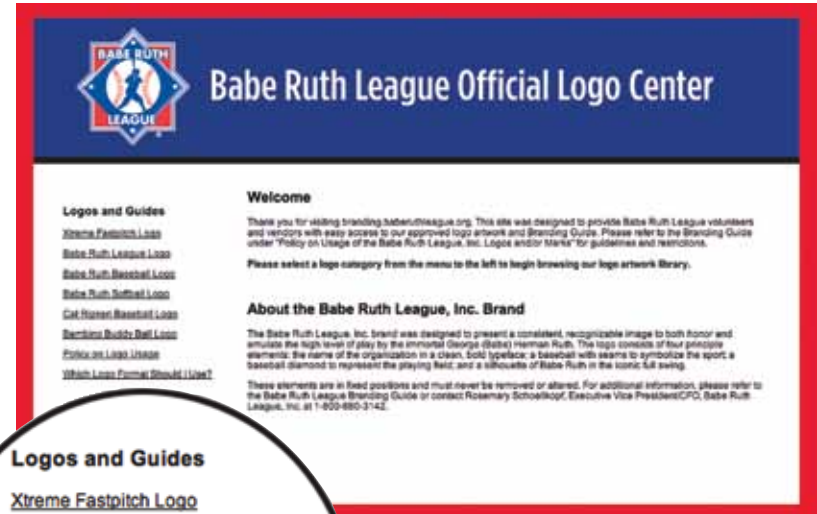 BABE RUTH
LEAGUE
Babe Ruth League Official Logo Center
Logos and Guides
Xtreme Fastpitch Logo
Babe Ruth League Logo
Babe Ruth Baseball Logo
Babe Ruth Softball Logo
Cal Ripken Baseball Logo
Bambino Buddy Ball Logo
Policy on Logo Usage
Which Logo Format Should I Use?
Welcome
Thank you for visiting branding.baberuthleague.org. This site was designed to provide Babe Ruth League volunteers
and vendors with easy access to our approved logo artwork and Branding Guide. Please refer to the Branding Guide
under "Policy on Usage of the Babe Ruth League, Inc. Logos and/or Marks" for guidelines and restrictions.
Please select a logo category from the menu to the left to begin browsing our logo artwork library.
About the Babe Ruth League, Inc. Brand
The Babe Ruth League, Inc. brand was designed to present a consistent, recognizable image to both honor and
emulate the high level of play by the immortal George (Babe) Herman Ruth. The logo consists of four principle
elements: the name of the organization in a clean, bold typeface; a baseball with seams to symbolize the sport; a
baseball diamond to represent the playing field; and a silhouette of Babe Ruth in the iconic full swing.
These elements are in fixed positions and must never be removed or altered. For additional information, please refer to
the Babe Ruth League Branding Guide or contact Rosemary Schoellkopf, Executive Vice President/CFO, Babe Ruth
League, Inc. at 1-800-880-3142.
Logos and Guides
Xtreme Fastpitch Logo